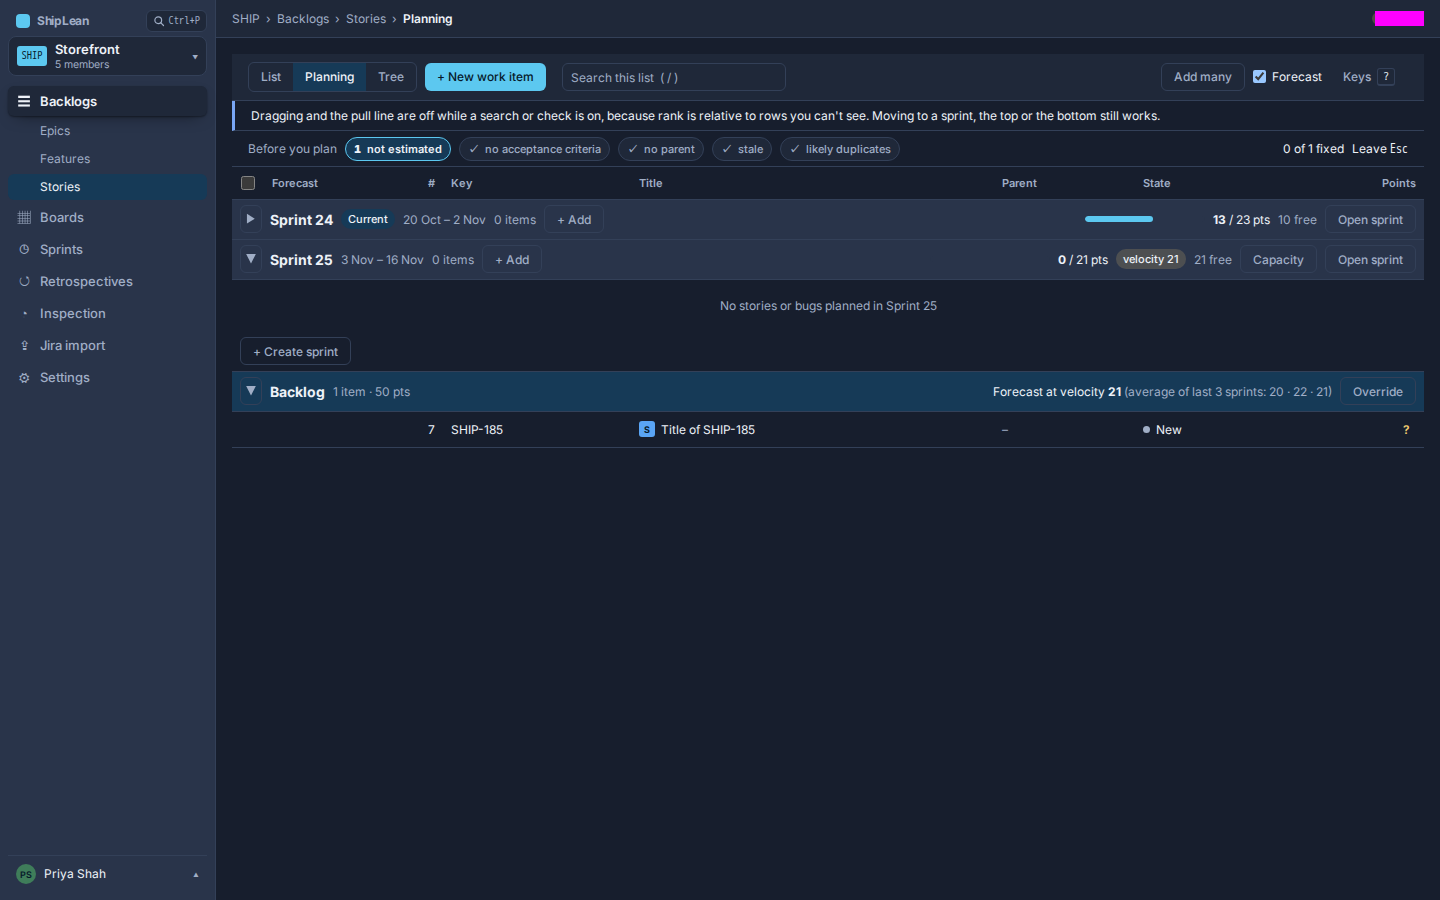 ShipLean
Ctrl+P
SHIP
Storefront
5 members
Backlogs
Epics
Features
Stories
Boards
Sprints
Retrospectives
Inspection
Jira import
Settings
PS Priya Shah
SHIP › Backlogs › Stories › Planning
List Planning Tree + New work item Search this list ( / ) Add many Forecast Keys ?
Dragging and the pull line are off while a search or check is on, because rank is relative to rows you can't see. Moving to a sprint, the top or the bottom still works.
Before you plan 1 not estimated ✓ no acceptance criteria ✓ no parent ✓ stale ✓ likely duplicates 0 of 1 fixed Leave Esc
Forecast # Key Title Parent State Points
Sprint 24 Current 20 Oct – 2 Nov 0 items + Add 13 / 23 pts 10 free Open sprint
Sprint 25 3 Nov – 16 Nov 0 items + Add 0 / 21 pts velocity 21 21 free Capacity Open sprint
No stories or bugs planned in Sprint 25
+ Create sprint
Backlog 1 item · 50 pts Forecast at velocity 21 (average of last 3 sprints: 20 · 22 · 21) Override
7 SHIP-185 S Title of SHIP-185 – New ?